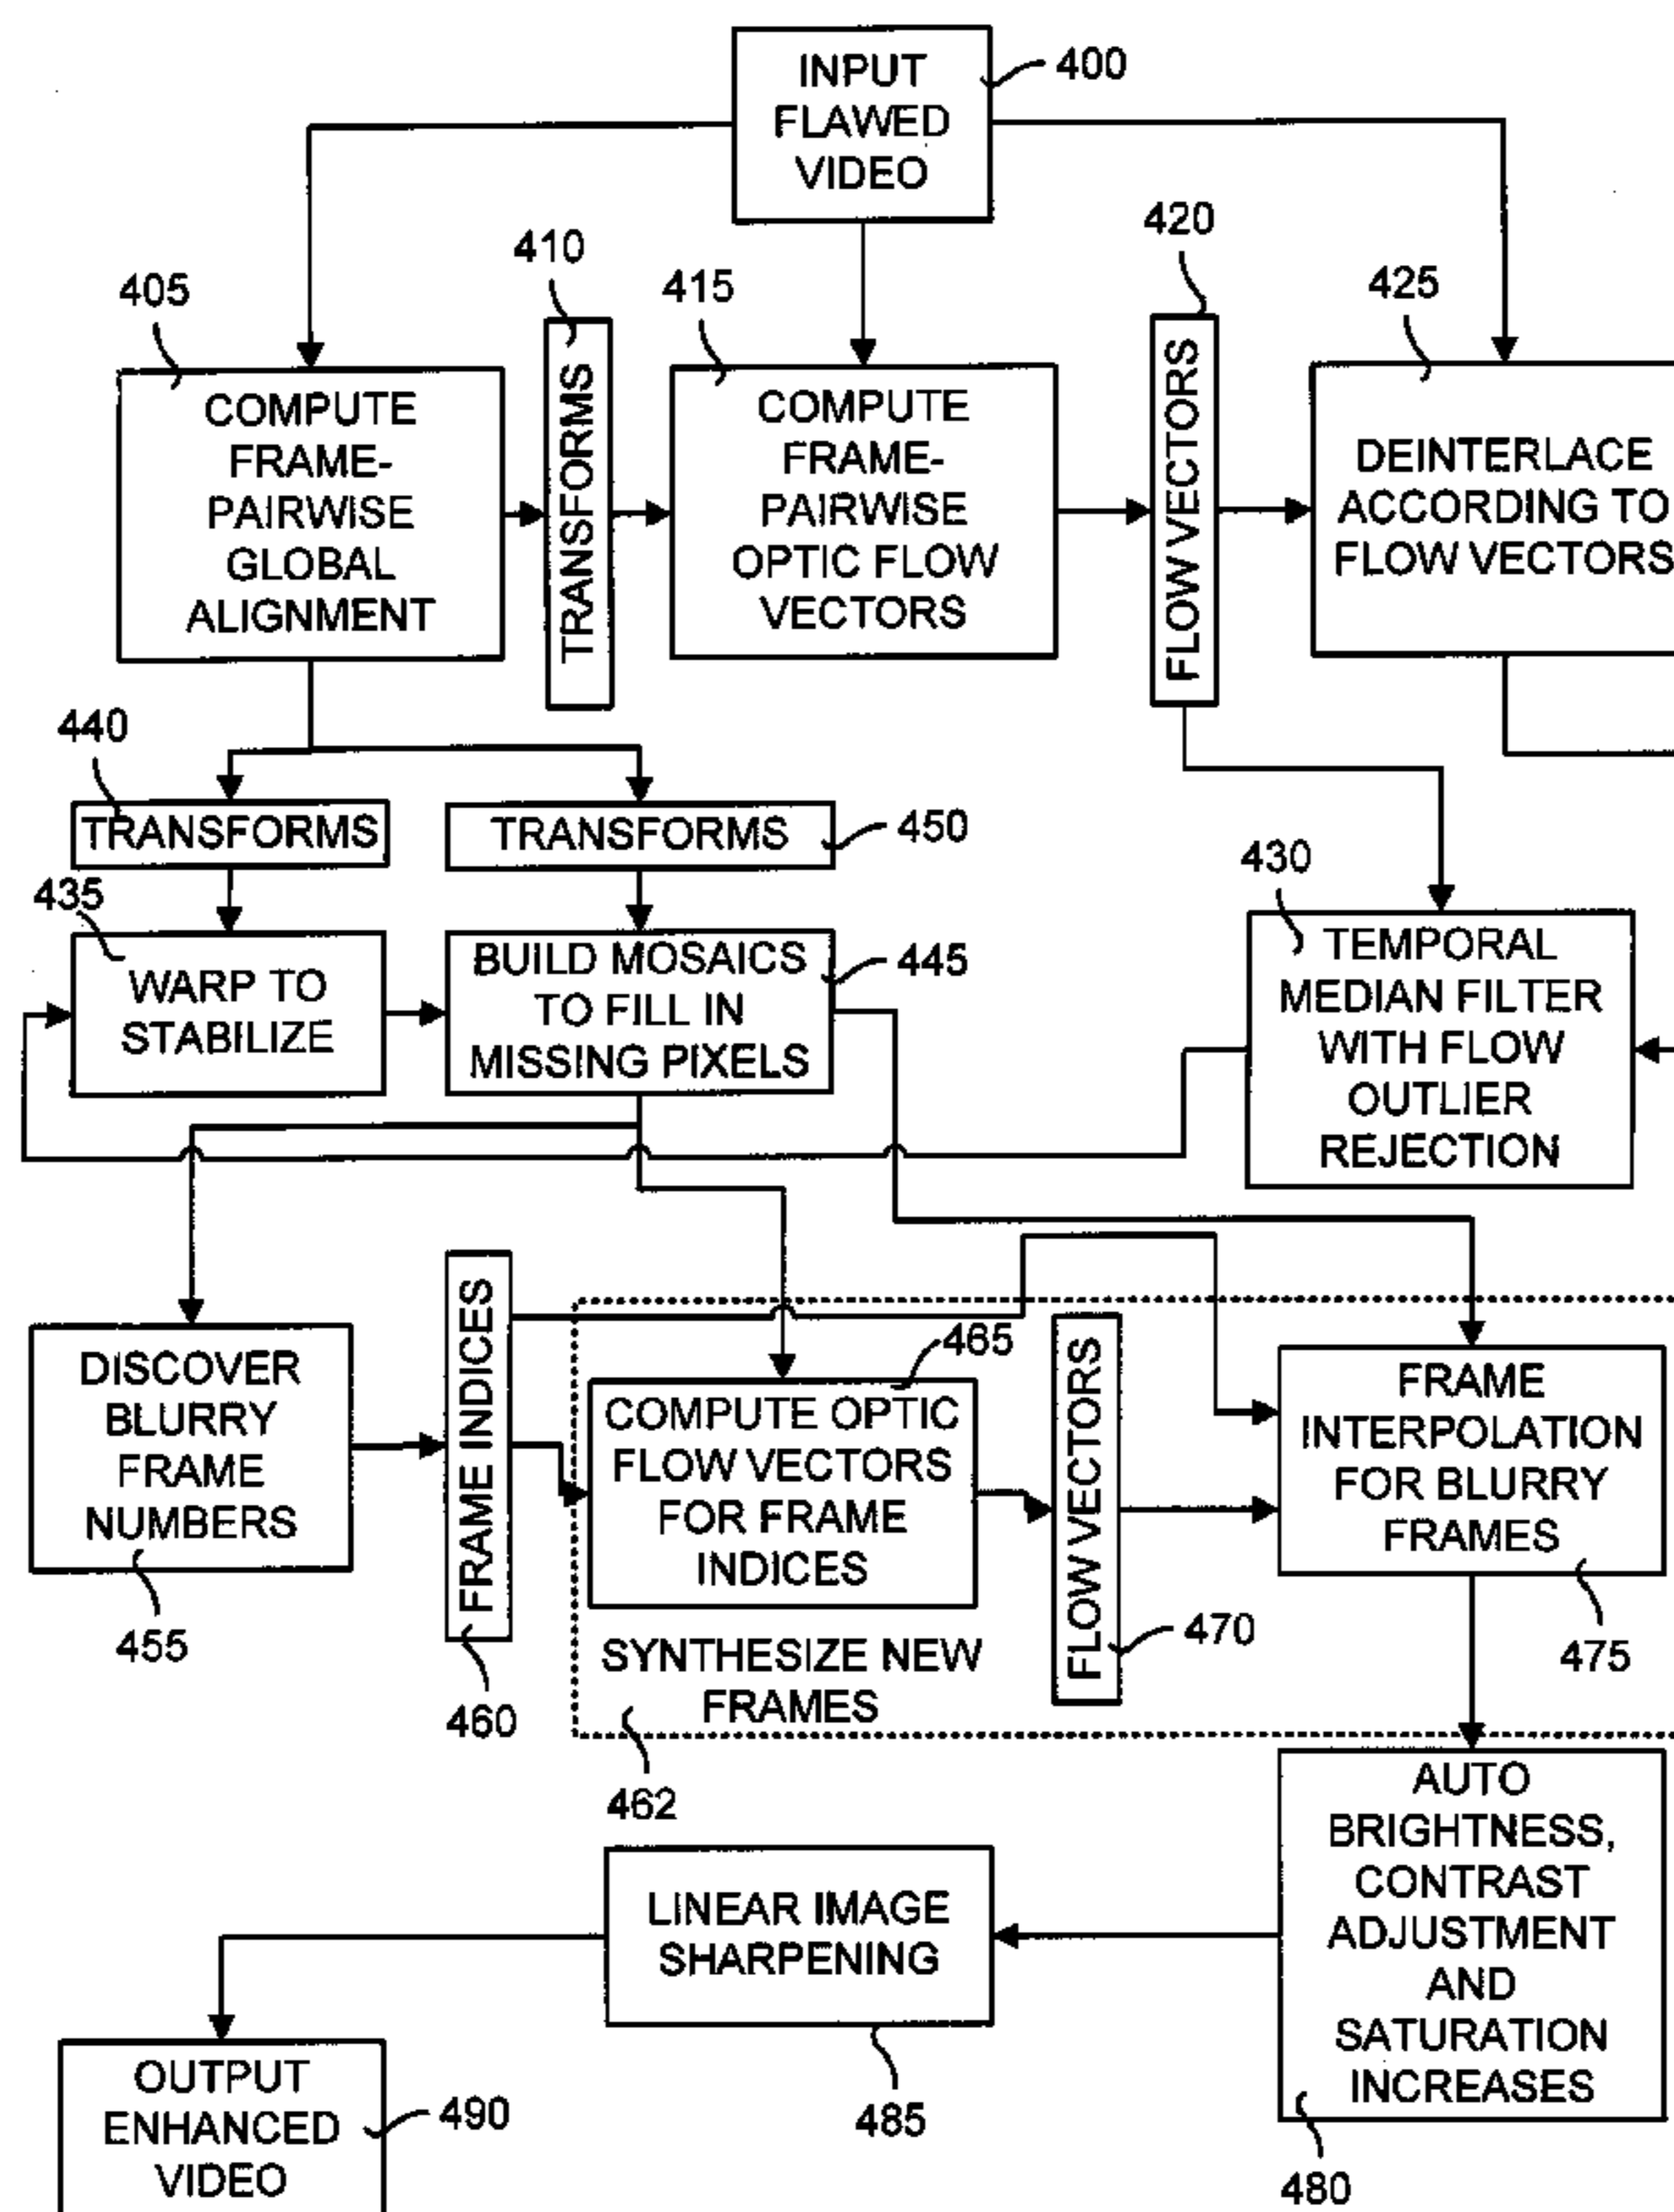 INPUT
FLAWED
VIDEO
400
405
410
415
420
425
COMPUTE
FRAME-
PAIRWISE
GLOBAL
ALIGNMENT
TRANSFORMS
COMPUTE
FRAME-
PAIRWISE
OPTIC FLOW
VECTORS
FLOW VECTORS
DEINTERLACE
ACCORDING TO
FLOW VECTORS
440
TRANSFORMS
TRANSFORMS
450
435
WARP TO
STABILIZE
BUILD MOSAICS
TO FILL IN
MISSING PIXELS
445
430
TEMPORAL
MEDIAN FILTER
WITH FLOW
OUTLIER
REJECTION
DISCOVER
BLURRY
FRAME
NUMBERS
455
FRAME INDICES
460
465
COMPUTE OPTIC
FLOW VECTORS
FOR FRAME
INDICES
SYNTHESIZE NEW
FRAMES
462
FLOW VECTORS
470
FRAME
INTERPOLATION
FOR BLURRY
FRAMES
475
AUTO
BRIGHTNESS,
CONTRAST
ADJUSTMENT
AND
SATURATION
INCREASES
480
LINEAR IMAGE
SHARPENING
485
OUTPUT
ENHANCED
VIDEO
490